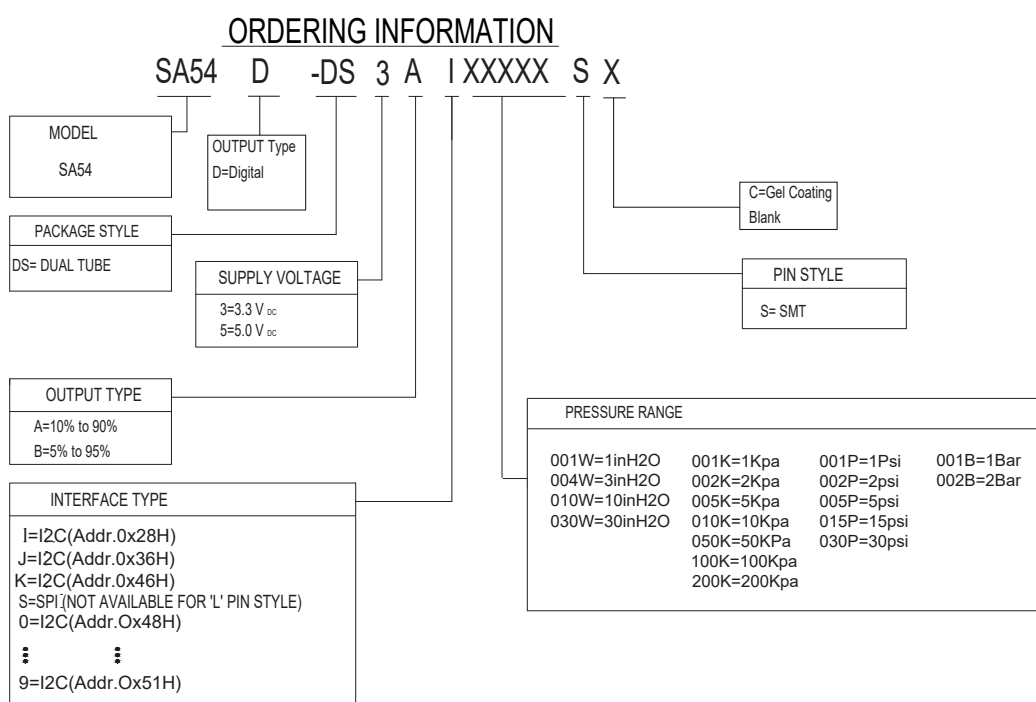 ORDERING INFORMATION
SA54 D -DS 3 A I XXXXX S X
MODEL
SA54
OUTPUT Type
D=Digital
C=Gel Coating
Blank
PACKAGE STYLE
DS= DUAL TUBE
SUPPLY VOLTAGE
3=3.3 V DC
5=5.0 V DC
PIN STYLE
S= SMT
OUTPUT TYPE
A=10% to 90%
B=5% to 95%
INTERFACE TYPE
I=I2C(Addr.0x28H)
J=I2C(Addr.0x36H)
K=I2C(Addr.0x46H)
S=SPI.(NOT AVAILABLE FOR 'L' PIN STYLE)
0=I2C(Addr.Ox48H)
9=I2C(Addr.Ox51H)
PRESSURE RANGE
001W=1inH2O 001K=1Kpa 001P=1Psi 001B=1Bar
004W=3inH2O 002K=2Kpa 002P=2psi 002B=2Bar
010W=10inH2O 005K=5Kpa 005P=5psi
030W=30inH2O 010K=10Kpa 015P=15psi
050K=50KPa 030P=30psi
100K=100Kpa
200K=200Kpa